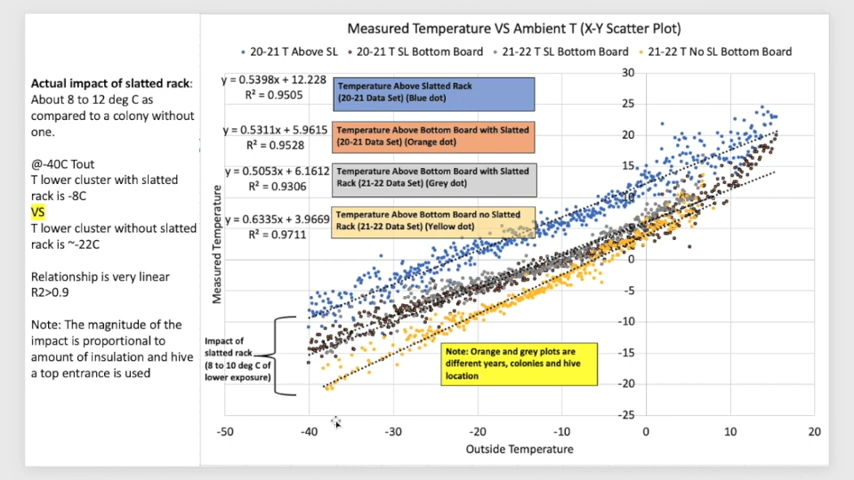 Measured Temperature VS Ambient T (X-Y Scatter Plot)
20-21 T Above SL
20-21 T SL Bottom Board
21-22 T SL Bottom Board
21-22 T No SL Bottom Board
Actual impact of slatted rack:
About 8 to 12 deg C as
compared to a colony without
one.
@-40C Tout
T lower cluster with slatted
rack is -8C
VS
T lower cluster without slatted
rack is ~-22C
Relationship is very linear
R2>0.9
Note: The magnitude of the
impact is proportional to
amount of insulation and hive
a top entrance is used
y = 0.5398x + 12.228
R² = 0.9505
Temperature Above Slatted Rack
(20-21 Data Set) (Blue dot)
y = 0.5311x + 5.9615
R² = 0.9528
Temperature Above Bottom Board with Slatted
(20-21 Data Set) (Orange dot)
y = 0.5053x + 6.1612
R² = 0.9306
Temperature Above Bottom Board with Slatted
Rack (21-22 Data Set) (Grey dot)
y = 0.6335x + 3.9669
R² = 0.9711
Temperature Above Bottom Board no Slatted
Rack (21-22 Data Set) (Yellow dot)
Measured Temperature
Impact of
slatted rack
(8 to 10 deg C of
lower exposure)
Note: Orange and grey plots are
different years, colonies and hive
location
30
25
20
15
10
5
0
-5
-10
-15
-20
-25
-50 -40 -30 -20 -10 0 10 20
Outside Temperature